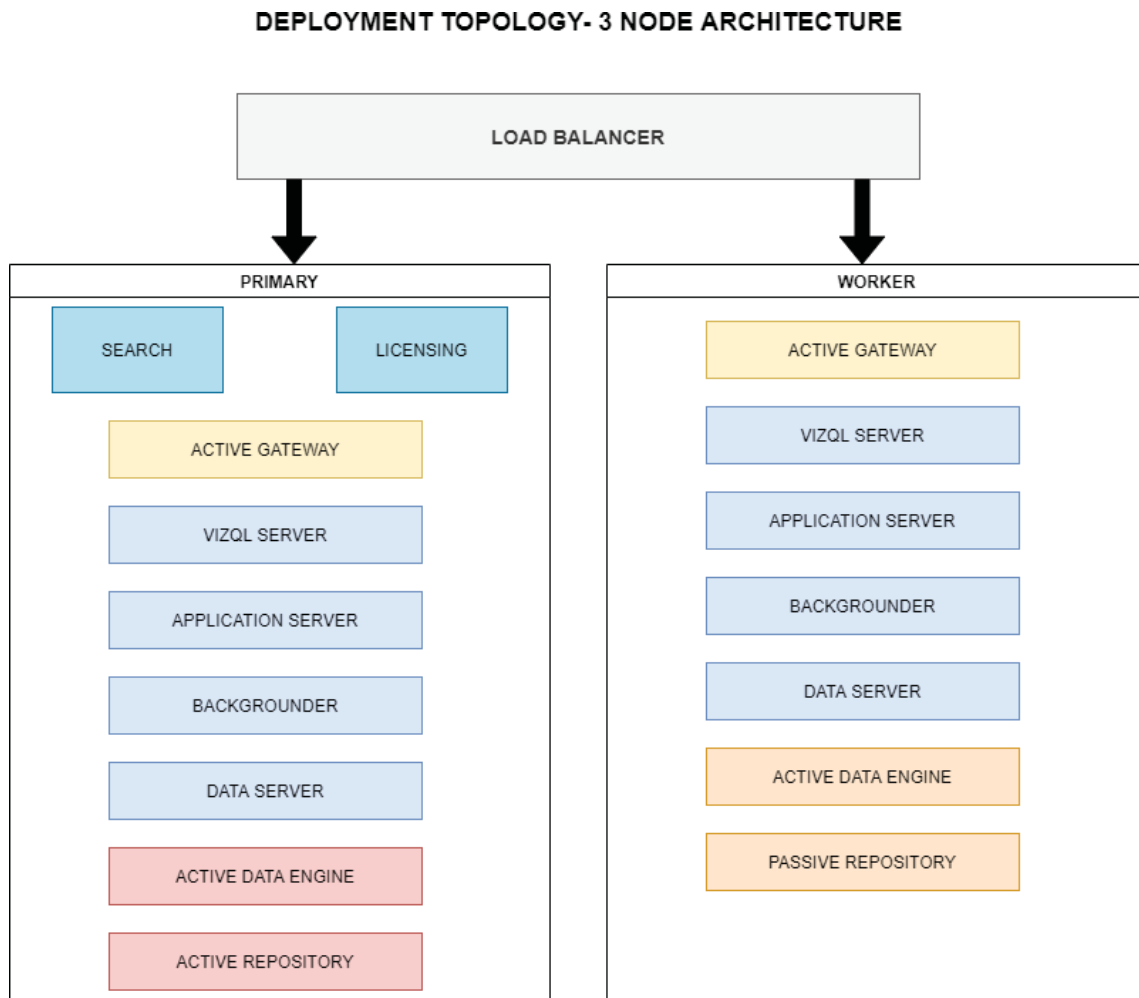 DEPLOYMENT TOPOLOGY- 3 NODE ARCHITECTURE
LOAD BALANCER
PRIMARY
SEARCH
LICENSING
ACTIVE GATEWAY
VIZQL SERVER
APPLICATION SERVER
BACKGROUNDER
DATA SERVER
ACTIVE DATA ENGINE
ACTIVE REPOSITORY
WORKER
ACTIVE GATEWAY
VIZQL SERVER
APPLICATION SERVER
BACKGROUNDER
DATA SERVER
ACTIVE DATA ENGINE
PASSIVE REPOSITORY